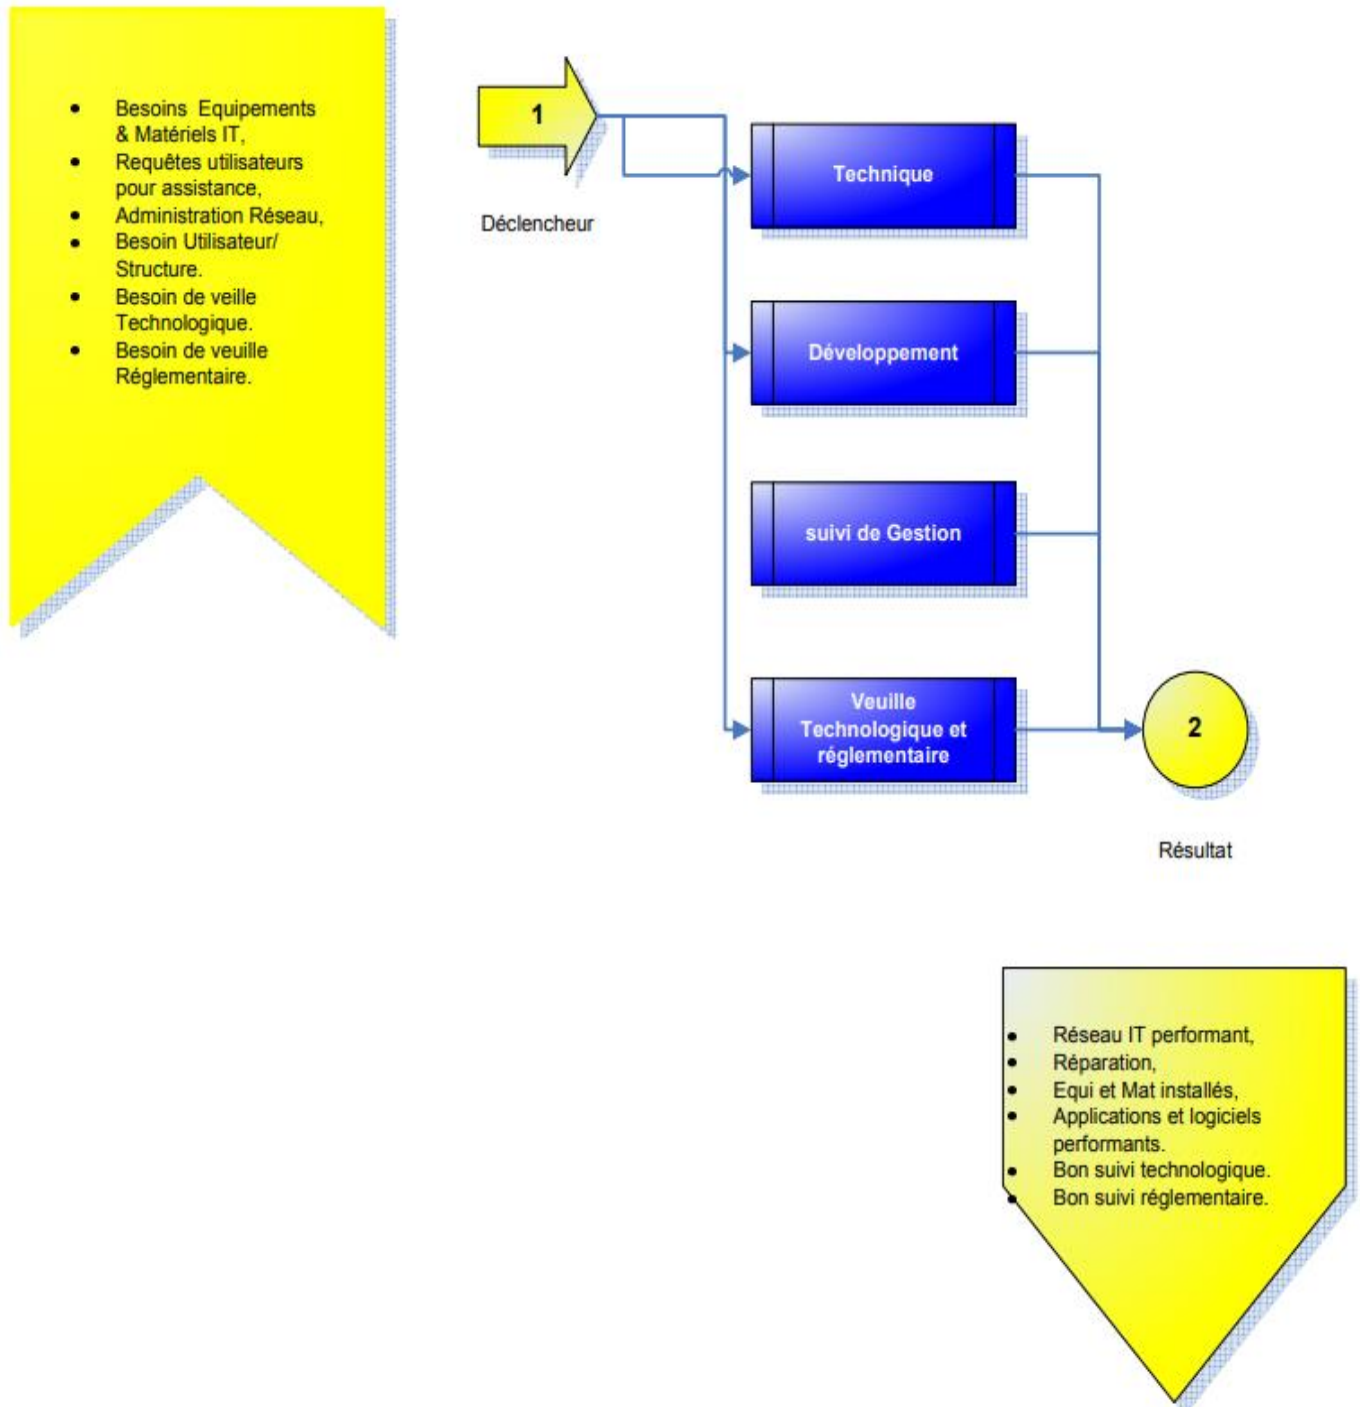 • Besoins Equipements
& Matériels IT,
• Requêtes utilisateurs
pour assistance,
• Administration Réseau,
• Besoin Utilisateur/
Structure.
• Besoin de veille
Technologique.
• Besoin de veuille
Réglementaire.
1
Déclencheur
Technique
Développement
suivi de Gestion
Veuille
Technologique et
réglementaire
2
Résultat
• Réseau IT performant,
• Réparation,
• Equi et Mat installés,
• Applications et logiciels
performants.
• Bon suivi technologique.
• Bon suivi réglementaire.